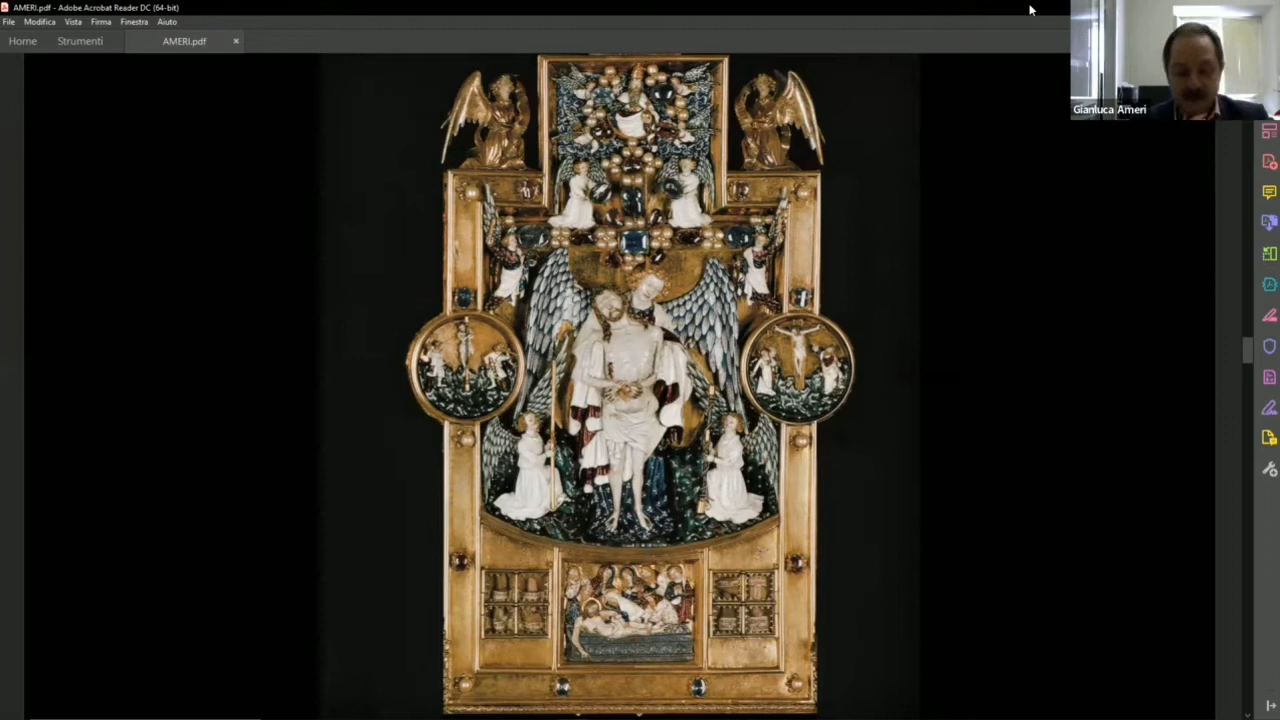 AMERI.pdf - Adobe Acrobat Reader DC (64-bit)
File Modifica Vista Firma Finestra Aiuto
Home Strumenti AMERI.pdf ×
Gianluca Ameri